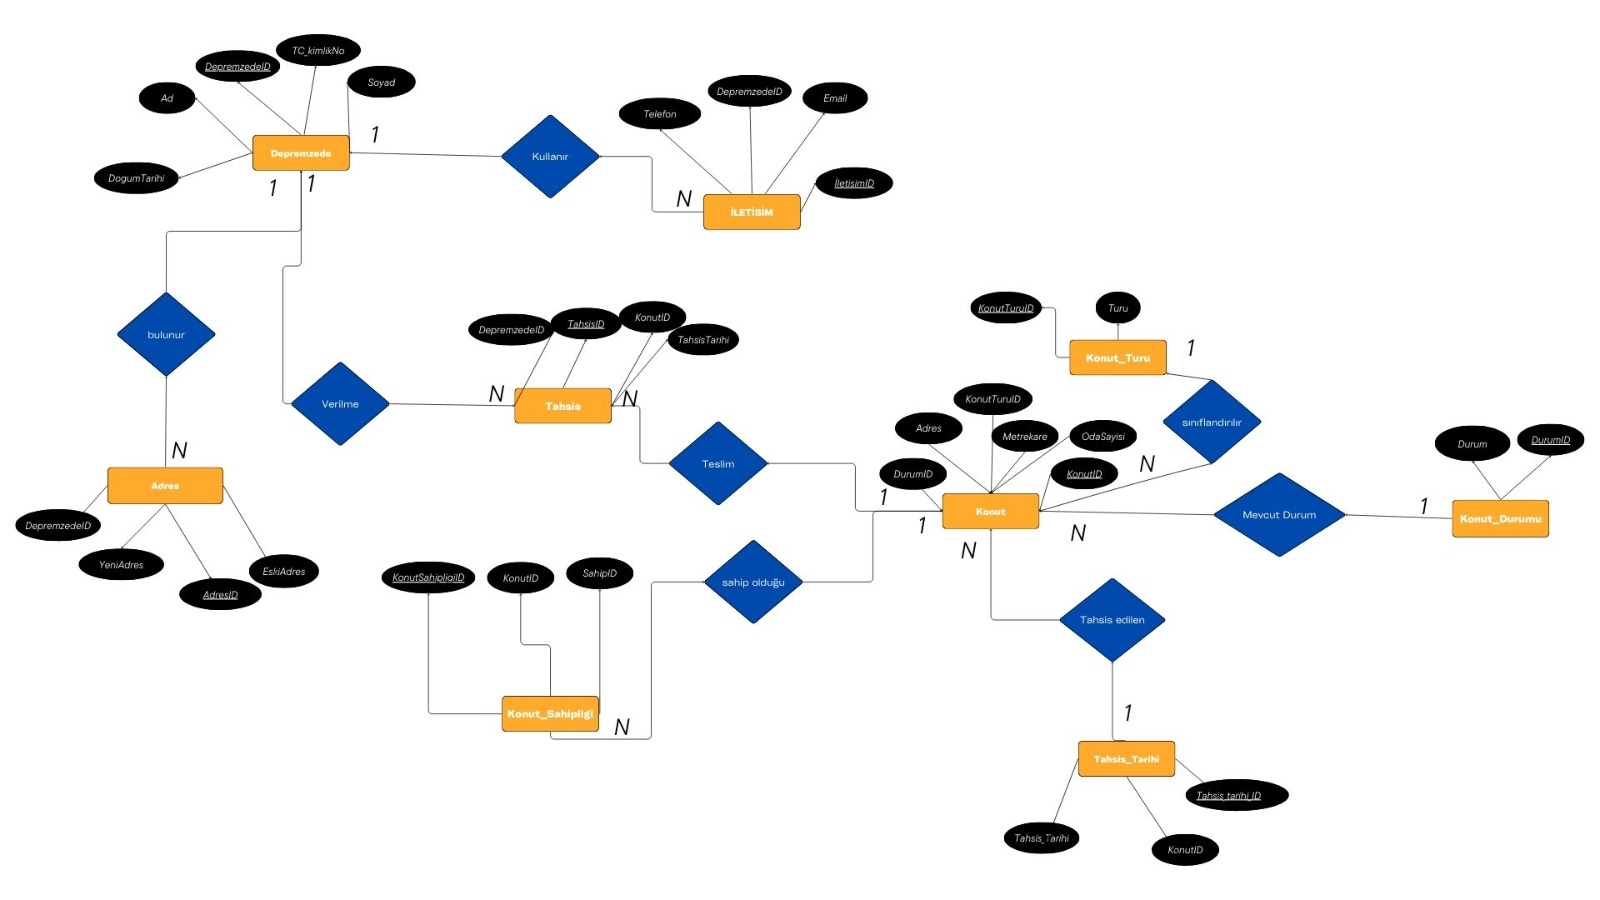 TC_kimlikNo
DepremzedeID
Soyad
Ad
DogumTarihi
Depremzede
1
1
1
Kullanır
N
Telefon
DepremzedeID
Email
İletisimID
İLETİSİM
bulunur
N
Adres
DepremzedeID
YeniAdres
AdresID
EskiAdres
Verilme
N
DepremzedeID
TahsisID
KonutID
TahsisTarihi
Tahsis
N
Teslim
1
KonutTuruID
Turu
Konut_Turu
1
sınıflandırılır
N
KonutTuruID
Adres
Metrekare
OdaSayisi
DurumID
KonutID
Konut
1
N
N
Mevcut Durum
1
Durum
DurumID
Konut_Durumu
KonutSahipligiID
KonutID
SahipID
Konut_Sahipligi
N
sahip olduğu
Tahsis edilen
1
Tahsis_Tarihi
Tahsis_tarihi_ID
Tahsis_Tarihi
KonutID